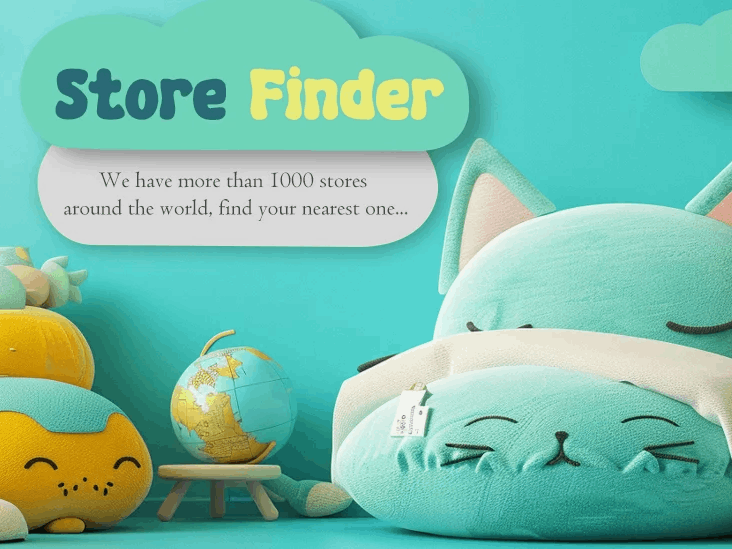 Store Finder
We have more than 1000 stores
around the world, find your nearest one...